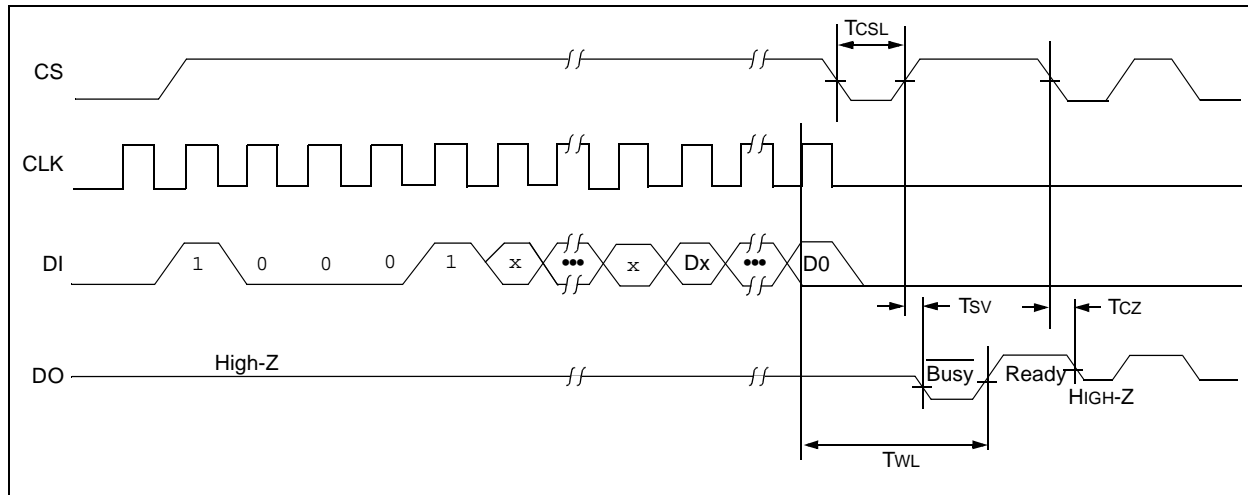 TCSL
CS
CLK
DI 1 0 0 0 1 x ••• x Dx ••• D0
TSV TCZ
High-Z
DO Busy Ready
HIGH-Z
TWL